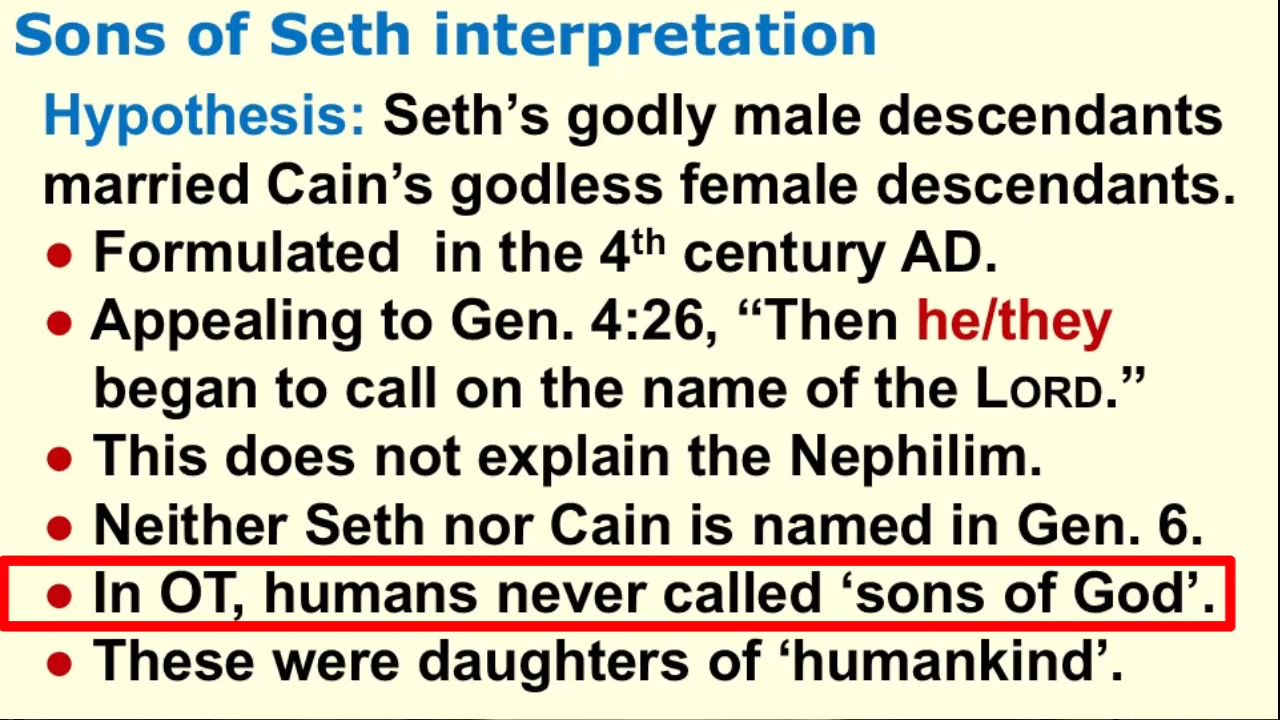 Sons of Seth interpretation
Hypothesis: Seth’s godly male descendants
married Cain’s godless female descendants.
● Formulated in the 4th century AD.
● Appealing to Gen. 4:26, “Then he/they
began to call on the name of the LORD.”
● This does not explain the Nephilim.
● Neither Seth nor Cain is named in Gen. 6.
● In OT, humans never called ‘sons of God’.
● These were daughters of ‘humankind’.